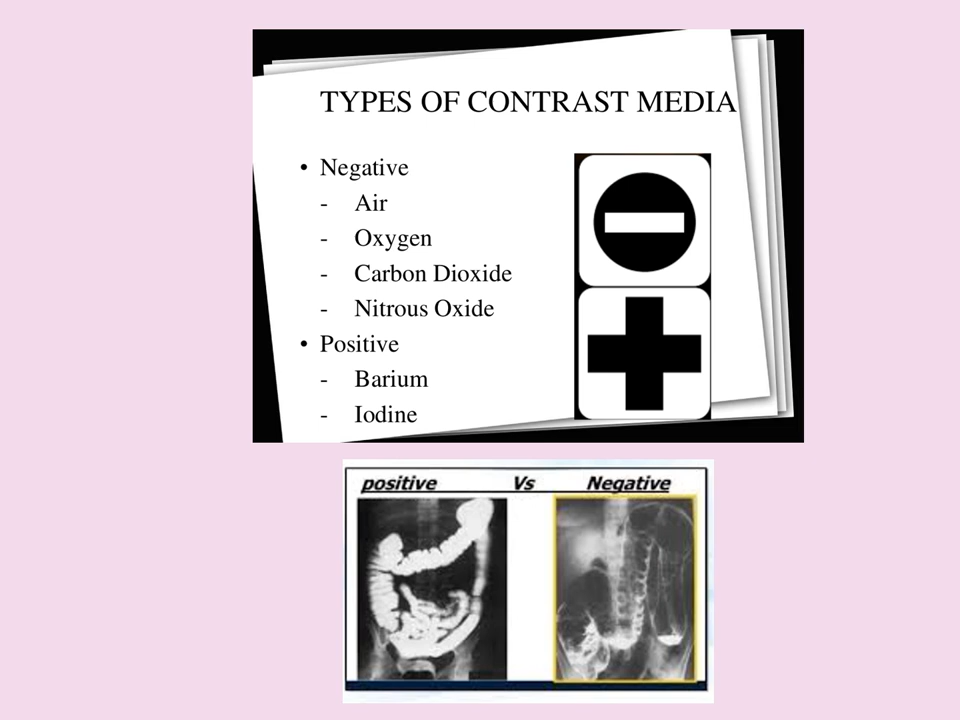 TYPES OF CONTRAST MEDIA
• Negative
- Air
- Oxygen
- Carbon Dioxide
- Nitrous Oxide
• Positive
- Barium
- Iodine
positive Vs Negative